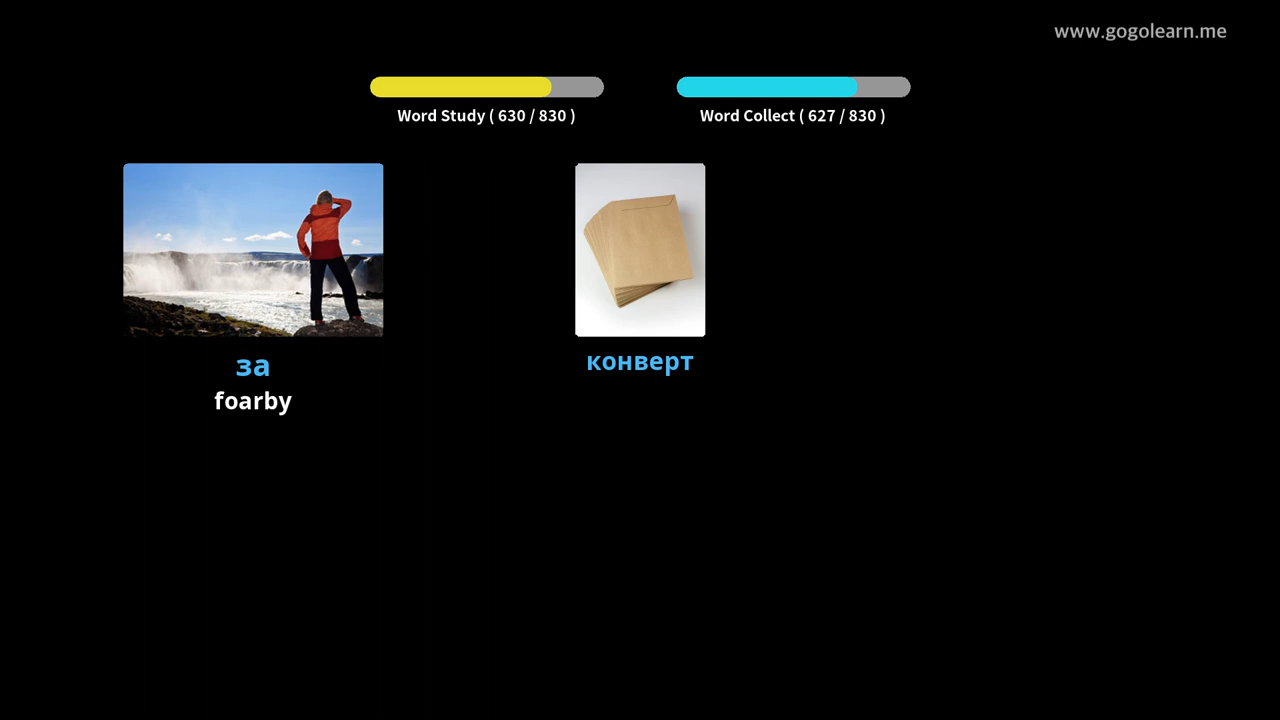 www.gogolearn.me
Word Study ( 630 / 830 )
Word Collect ( 627 / 830 )
за
foarby
конверт